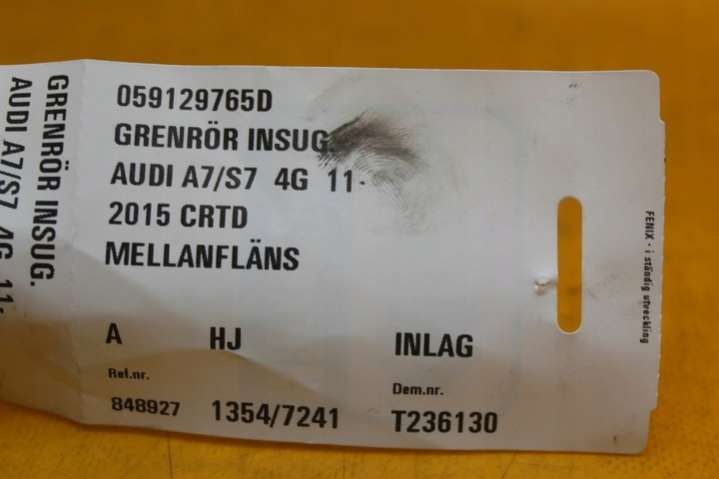 059129765D
GRENRÖR INSUG.
AUDI A7/S7 4G 11-
2015 CRTD
MELLANFLÄNS
A HJ INLAG
Ref.nr. Dem.nr.
848927 1354/7241 T236130
GRENRÖR INSUG.
AUDI A7/S7 4G 11-
FENIX - i ständig utveckling